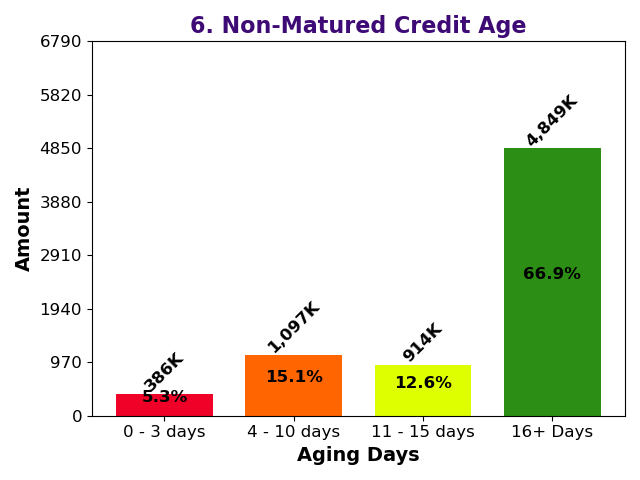 6. Non-Matured Credit Age
6790
5820
4850
3880
2910
1940
970
0
Amount
386K
5.3%
1,097K
15.1%
914K
12.6%
4,849K
66.9%
0 - 3 days
4 - 10 days
11 - 15 days
16+ Days
Aging Days